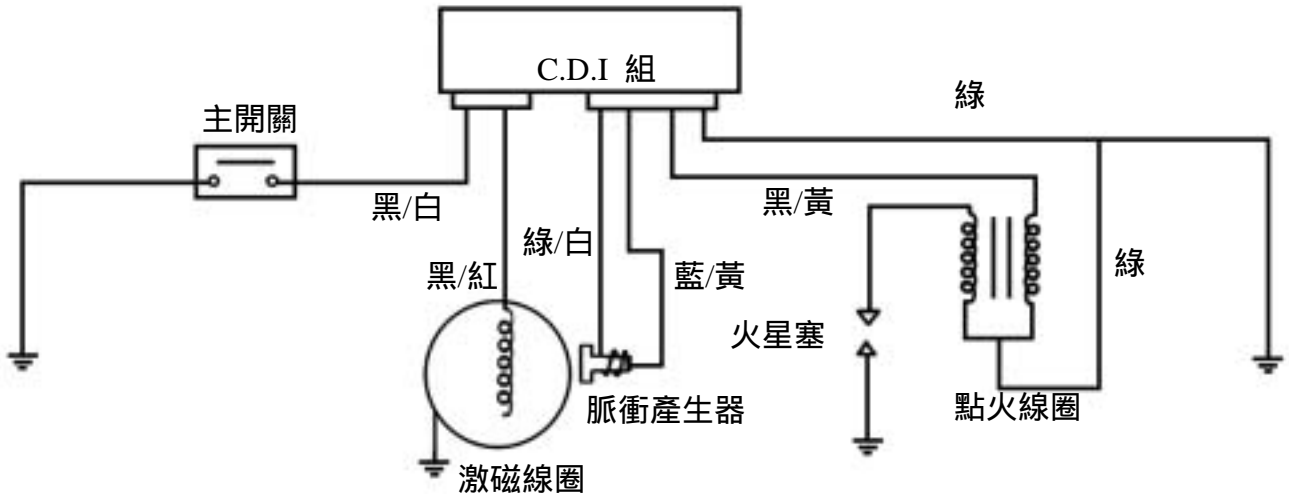 C.D.I 組
綠
主開關
黑/白
黑/黃
綠/白
黑/紅
藍/黃
綠
火星塞
脈衝產生器
點火線圈
激磁線圈